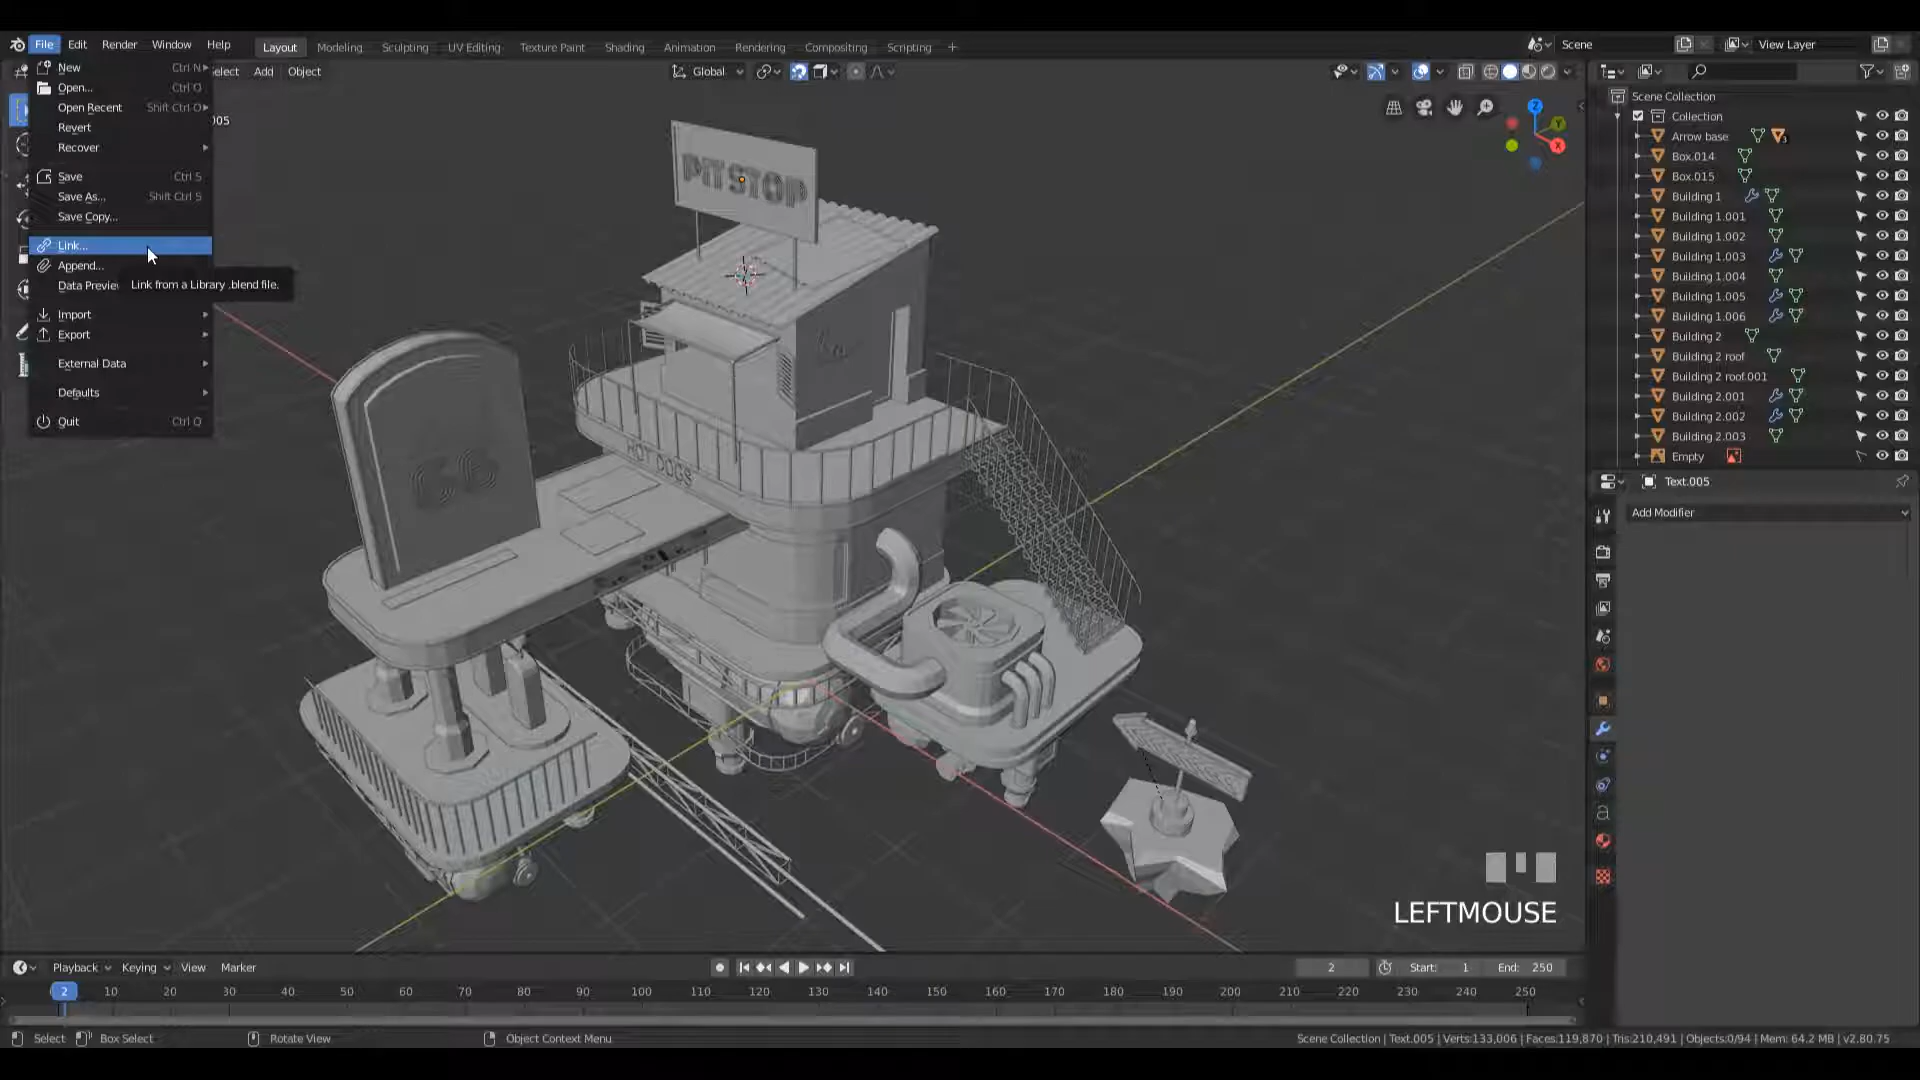 File Edit Render Window Help Layout Modeling Sculpting UV Editing Texture Paint Shading Animation Rendering Compositing Scripting + Scene View Layer
New Ctrl N
elect Add Object Global
Open... Ctrl O
Open Recent Shift Ctrl O
005
Revert
Recover
Save Ctrl S
Save As... Shift Ctrl S
Save Copy...
Link...
Append...
Data Previe
Link from a Library .blend file.
Import
Export
External Data
Defaults
Quit Ctrl Q
PIT STOP
HOT DOGS
66
Scene Collection
Collection
Arrow base
Box.014
Box.015
Building 1
Building 1.001
Building 1.002
Building 1.003
Building 1.004
Building 1.005
Building 1.006
Building 2
Building 2 roof
Building 2 roof.001
Building 2.001
Building 2.002
Building 2.003
Empty
Text.005
Add Modifier
LEFTMOUSE
Playback Keying View Marker 2 Start: 1 End: 250
2 10 20 30 40 50 60 70 80 90 100 110 120 130 140 150 160 170 180 190 200 210 220 230 240 250
Select Box Select Rotate View Object Context Menu Scene Collection | Text.005 | Verts:133,006 | Faces:119,870 | Tris:210,491 | Objects:0/94 | Mem: 64.2 MB | v2.80.75